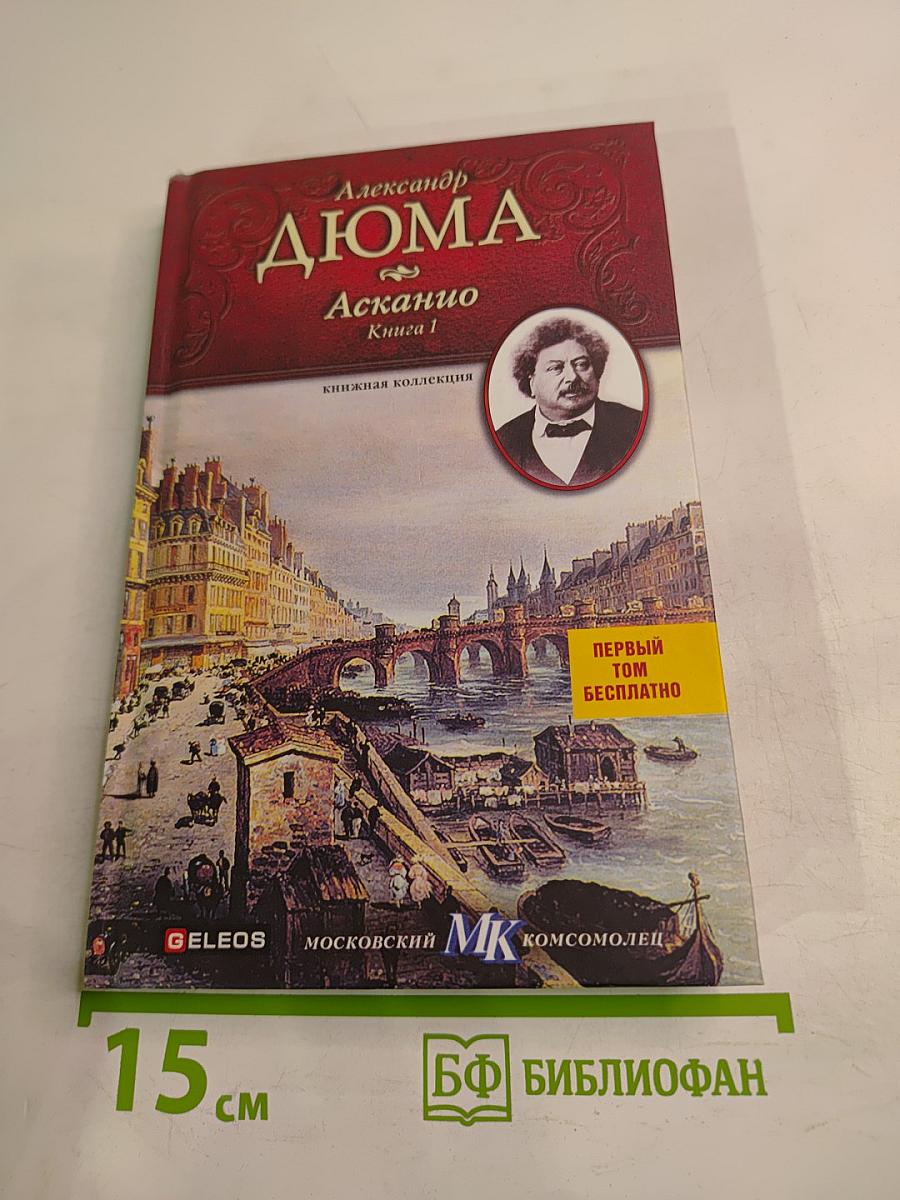 Александр
ДЮМА
Асканио
Книга 1
книжная коллекция
ПЕРВЫЙ
ТОМ
БЕСПЛАТНО
GELEOS
МОСКОВСКИЙ МК КОМСОМОЛЕЦ
15 см
БФ БИБЛИОФАН